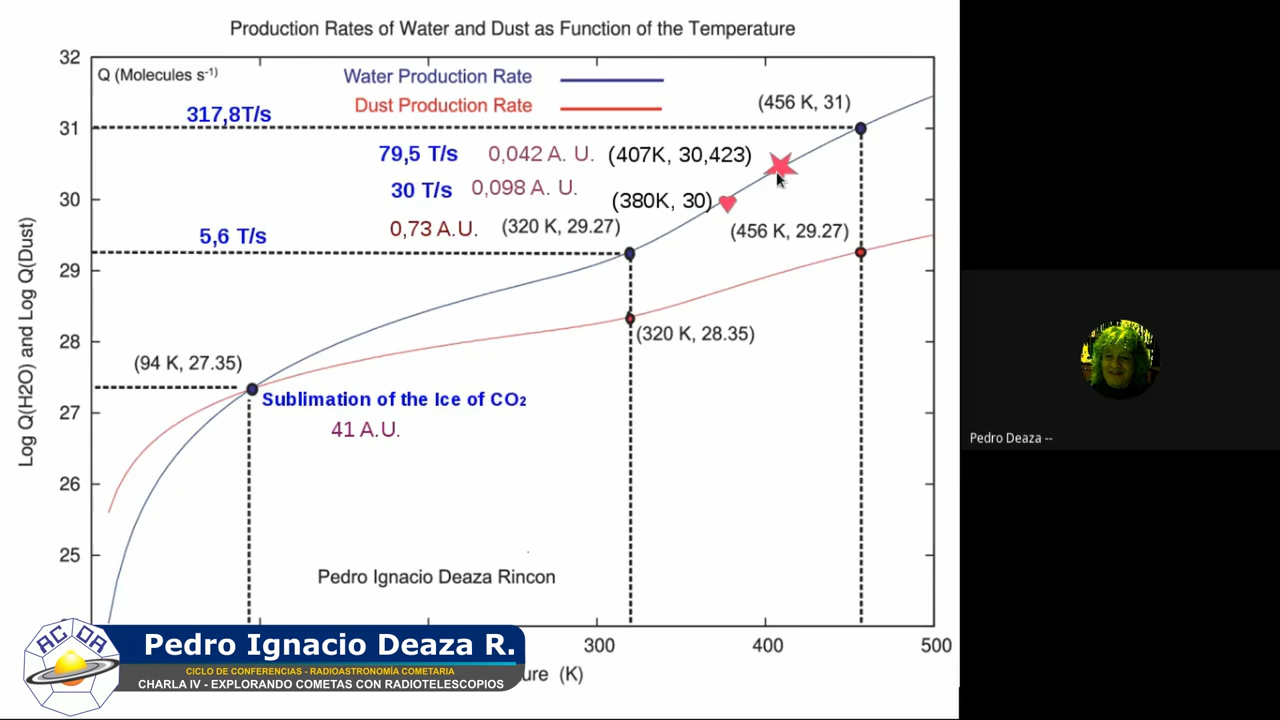 Production Rates of Water and Dust as Function of the Temperature
32
Q (Molecules s⁻¹)
Water Production Rate
Dust Production Rate
(456 K, 31)
317,8T/s
31
79,5 T/s 0,042 A. U. (407K, 30,423)
30 T/s 0,098 A. U. (380K, 30)
30
0,73 A.U. (320 K, 29.27) (456 K, 29.27)
5,6 T/s
29
28
(320 K, 28.35)
(94 K, 27.35)
Sublimation of the Ice of CO₂
27
41 A.U.
26
25
Log Q(H2O) and Log Q(Dust)
Pedro Ignacio Deaza Rincon
300 400 500
ure (K)
ACDA
Pedro Ignacio Deaza R.
CICLO DE CONFERENCIAS - RADIOASTRONOMÍA COMETARIA
CHARLA IV - EXPLORANDO COMETAS CON RADIOTELESCOPIOS
Pedro Deaza --